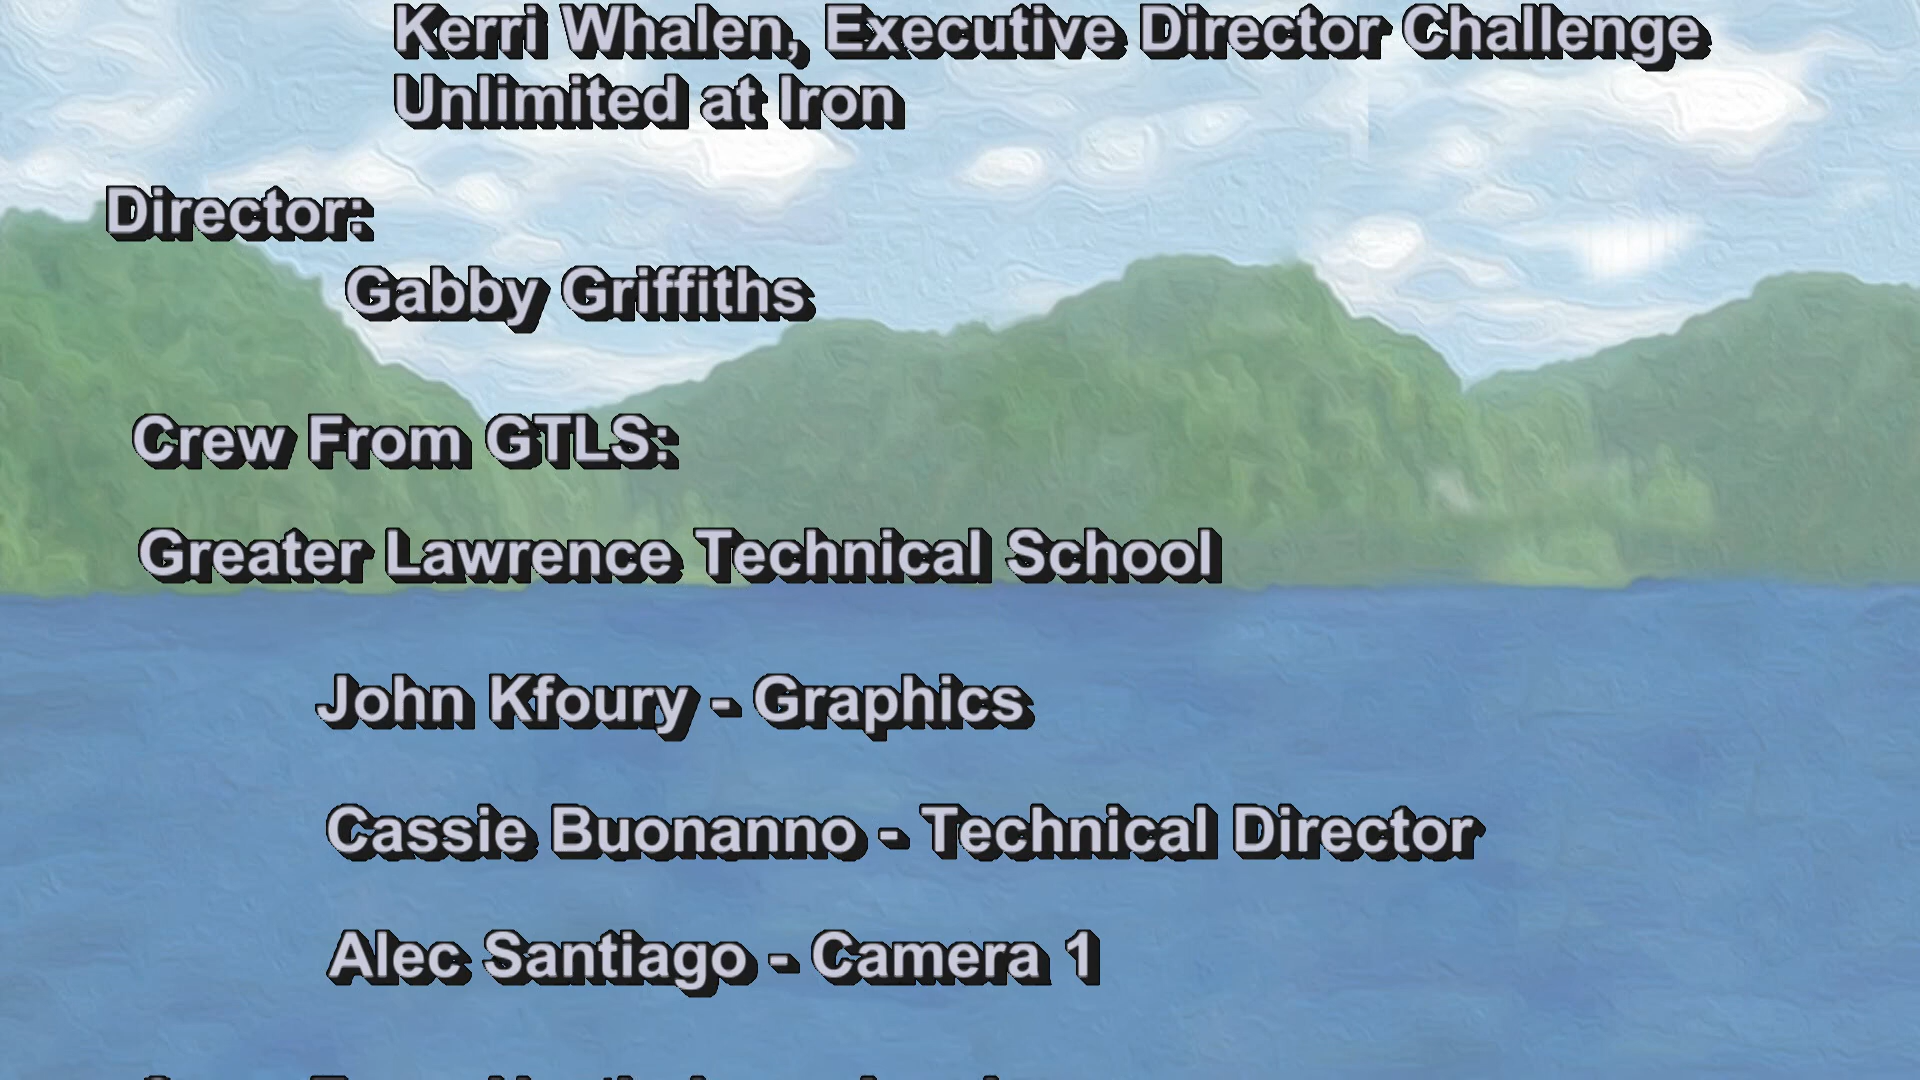 Kerri Whalen, Executive Director Challenge
Unlimited at Iron
Director:
Gabby Griffiths
Crew From GTLS:
Greater Lawrence Technical School
John Kfoury - Graphics
Cassie Buonanno - Technical Director
Alec Santiago - Camera 1